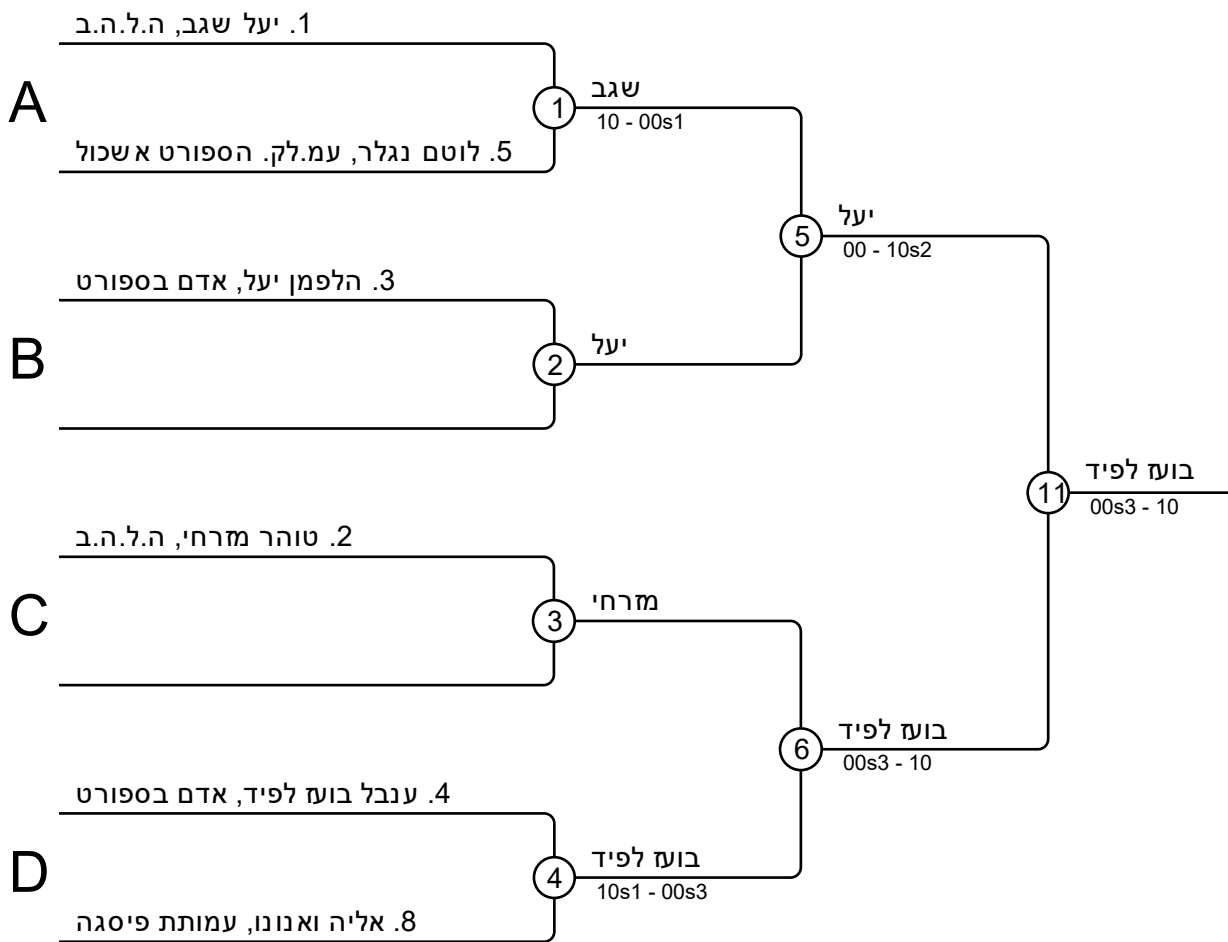 1. יעל שגב, ה.ל.ה.ב
A
1
שגב
10 - 00s1
5. לוטם נגלר, עמ.לק. הספורט אשכול
5
יעל
00 - 10s2
3. הלפמן יעל, אדם בספורט
B
2
יעל
11
בועז לפיד
00s3 - 10
2. טוהר מזרחי, ה.ל.ה.ב
C
3
מזרחי
6
בועז לפיד
00s3 - 10
4. ענבל בועז לפיד, אדם בספורט
D
4
בועז לפיד
10s1 - 00s3
8. אליה ואנונו, עמותת פיסגה